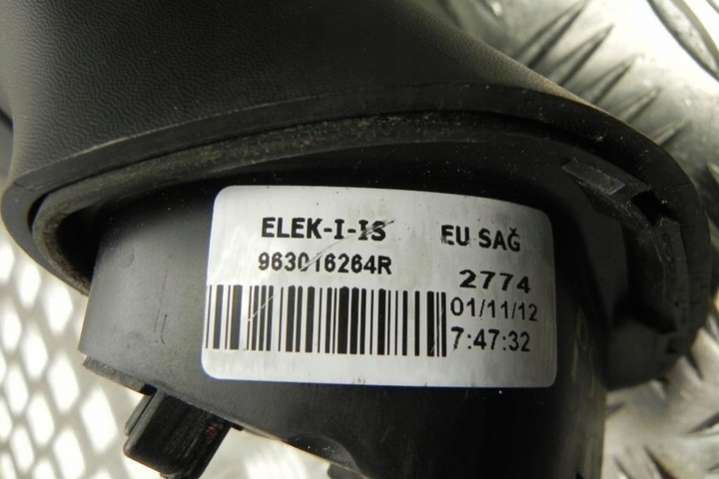 ELEK-I-IS EU SAĞ
963016264R 2774
01/11/12
7:47:32